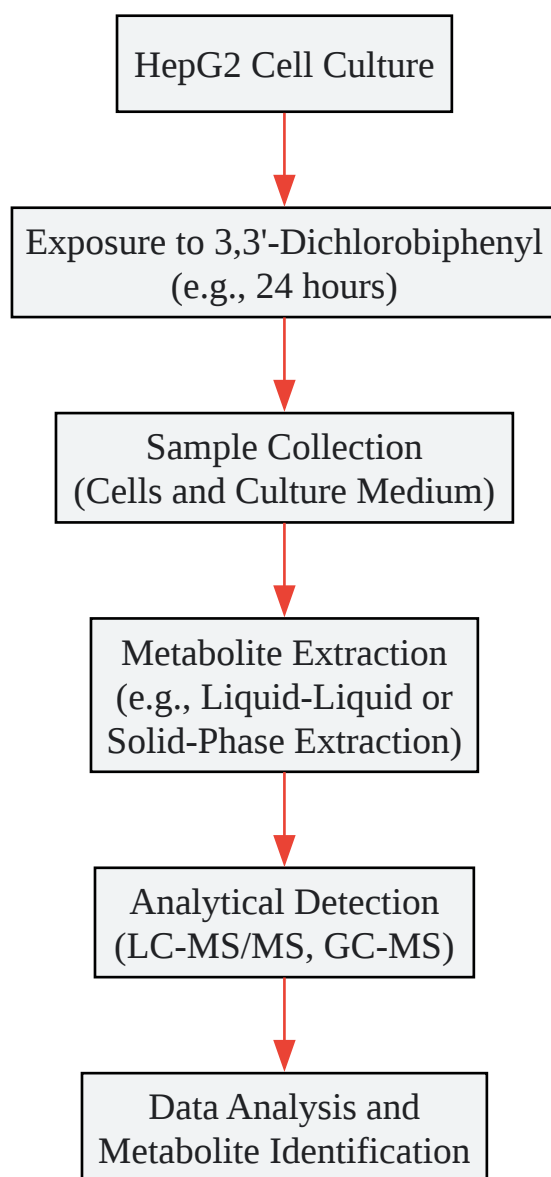 HepG2 Cell Culture
Exposure to 3,3'-Dichlorobiphenyl
(e.g., 24 hours)
Sample Collection
(Cells and Culture Medium)
Metabolite Extraction
(e.g., Liquid-Liquid or
Solid-Phase Extraction)
Analytical Detection
(LC-MS/MS, GC-MS)
Data Analysis and
Metabolite Identification